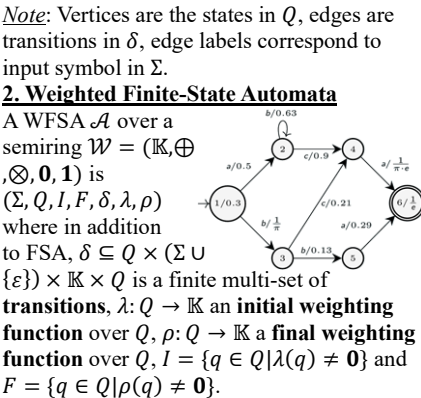 Note: Vertices are the states in 𝑄, edges are
transitions in 𝛿, edge labels correspond to
input symbol in Σ.
2. Weighted Finite-State Automata
A WFSA 𝒜 over a
semiring 𝒲 = (𝕂,⊕
,⊗, 𝟎, 𝟏) is
(Σ, 𝑄, 𝐼, 𝐹, 𝛿, 𝜆, 𝜌)
where in addition
to FSA, 𝛿 ⊆ 𝑄 × (Σ ∪
{𝜀}) × 𝕂 × 𝑄 is a finite multi-set of
transitions, 𝜆: 𝑄 → 𝕂 an initial weighting
function over 𝑄, 𝜌: 𝑄 → 𝕂 a final weighting
function over 𝑄, 𝐼 = {𝑞 ∈ 𝑄|𝜆(𝑞) ≠ 𝟎} and
𝐹 = {𝑞 ∈ 𝑄|𝜌(𝑞) ≠ 𝟎}.
b/0.63
2
c/0.9
4
a/0.5
a/ 1/(π·e)
1/0.3
c/0.21
6/ 1/e
b/ 1/π
a/0.29
3
b/0.13
5